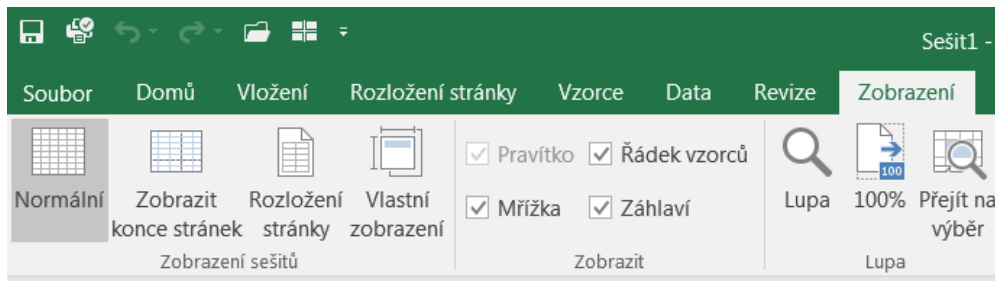 Sešit1 -
Soubor Domů Vložení Rozložení stránky Vzorce Data Revize Zobrazení
Normální
Zobrazit
konce stránek
Rozložení
stránky
Vlastní
zobrazení
Zobrazení sešitů
Pravítko
Řádek vzorců
Mřížka
Záhlaví
Zobrazit
Lupa
100
100%
Přejít na
výběr
Lupa